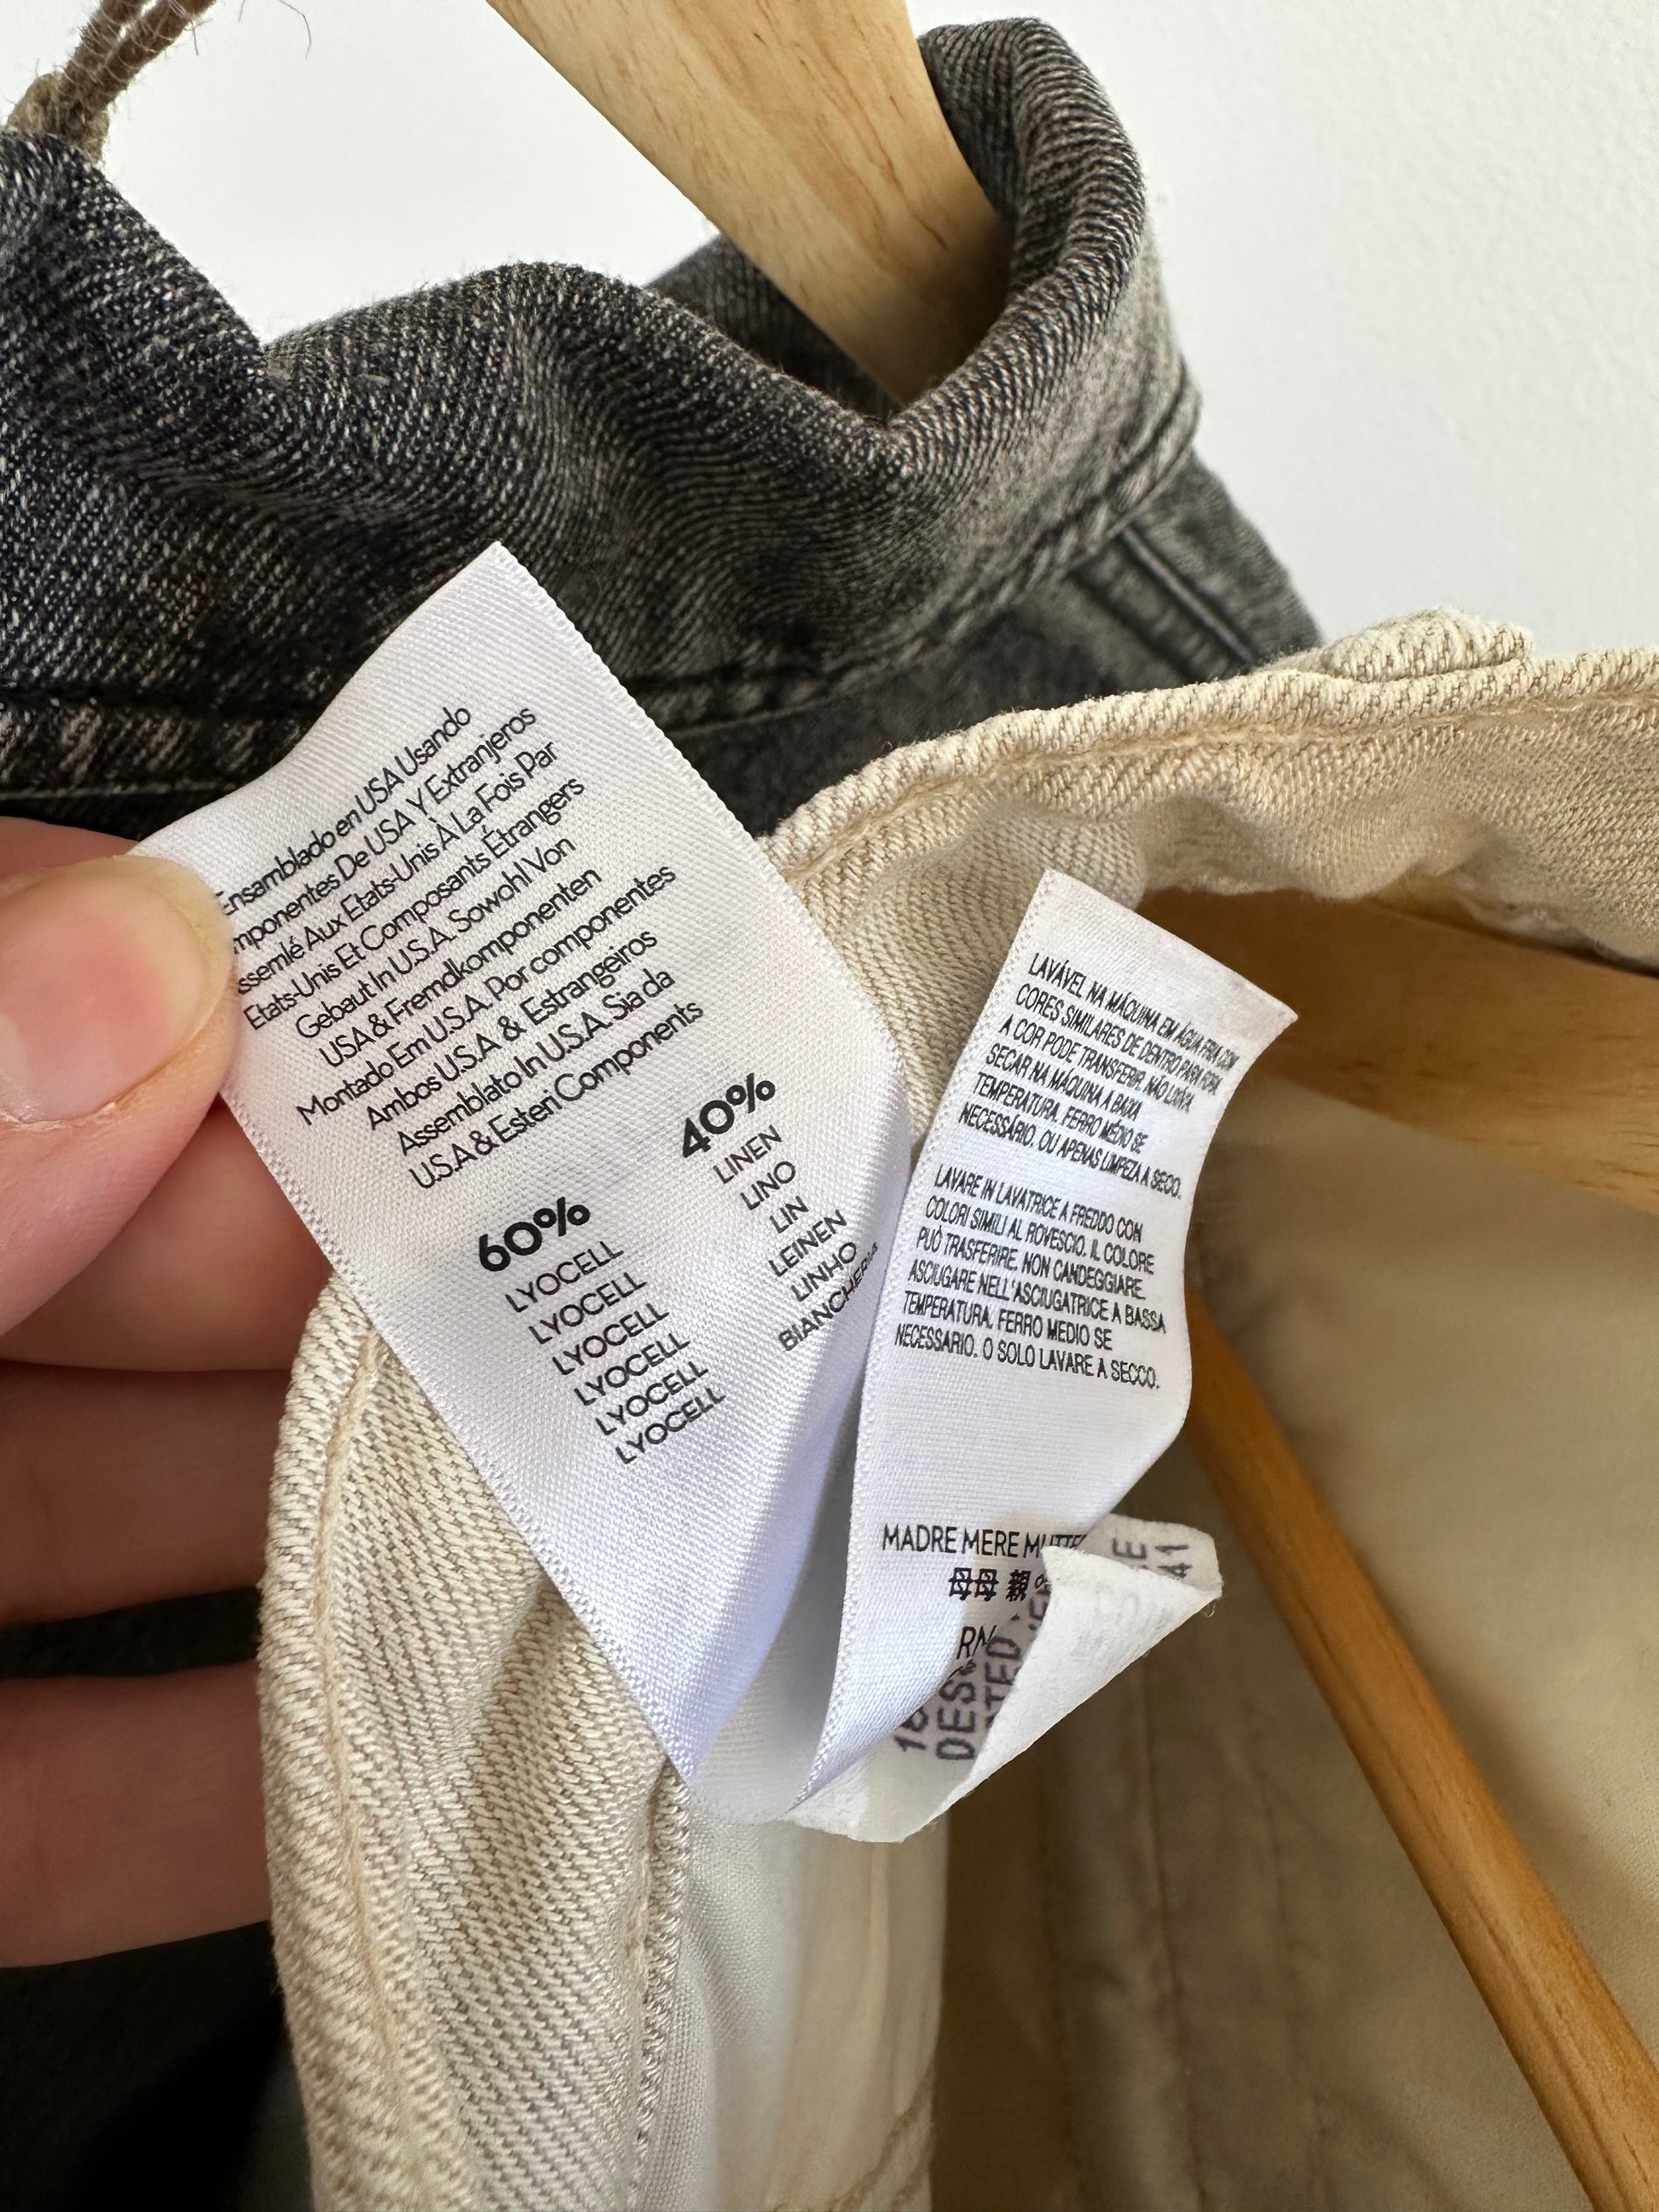 Ensamblado en USA Usando
De USA Y Extranjeros
Aux Etats-Unis À La Fois Par
Etats-Unis Et Composants Étrangers
Gebaut In U.S.A. Sowohl Von
USA & Fremdkomponenten
Montado Em U.S.A. Por componentes
Ambos U.S.A & Estrangeiros
Assemblato In U.S.A. Sia da
U.S.A & Esteri Components
60%
LYOCELL
LYOCELL
LYOCELL
LYOCELL
LYOCELL
LYOCELL
40%
LINEN
LINO
LIN
LEINEN
LINHO
BIANCHERIA
LAVÁVEL NA MÁQUINA EM ÁGUA FRIA COM
CORES SIMILARES DE DENTRO PARA FORA.
A COR PODE TRANSFERIR. NÃO LIXIVIA.
SECAR NA MÁQUINA A BAIXA
TEMPERATURA. FERRO MÉDIO SE
NECESSÁRIO. OU APENAS LIMPEZA A SECO.
LAVARE IN LAVATRICE A FREDDO CON
COLORI SIMILI AL ROVESCIO. IL COLORE
PUÒ TRASFERIRE. NON CANDEGGIARE.
ASCIUGARE NELL'ASCIUGATRICE A BASSA
TEMPERATURA. FERRO MEDIO SE
NECESSARIO. O SOLO LAVARE A SECCO.
MADRE MERE
母母 親